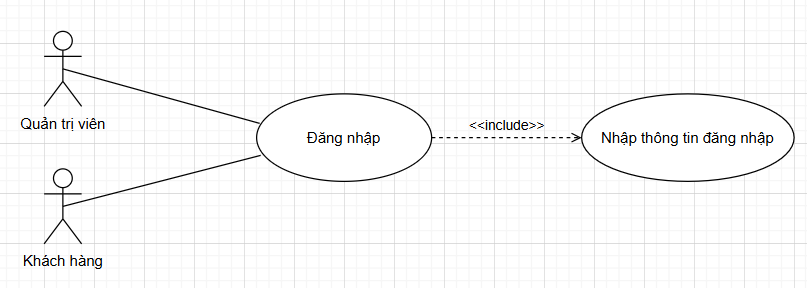 Quản trị viên
Đăng nhập
<<include>>
Nhập thông tin đăng nhập
Khách hàng